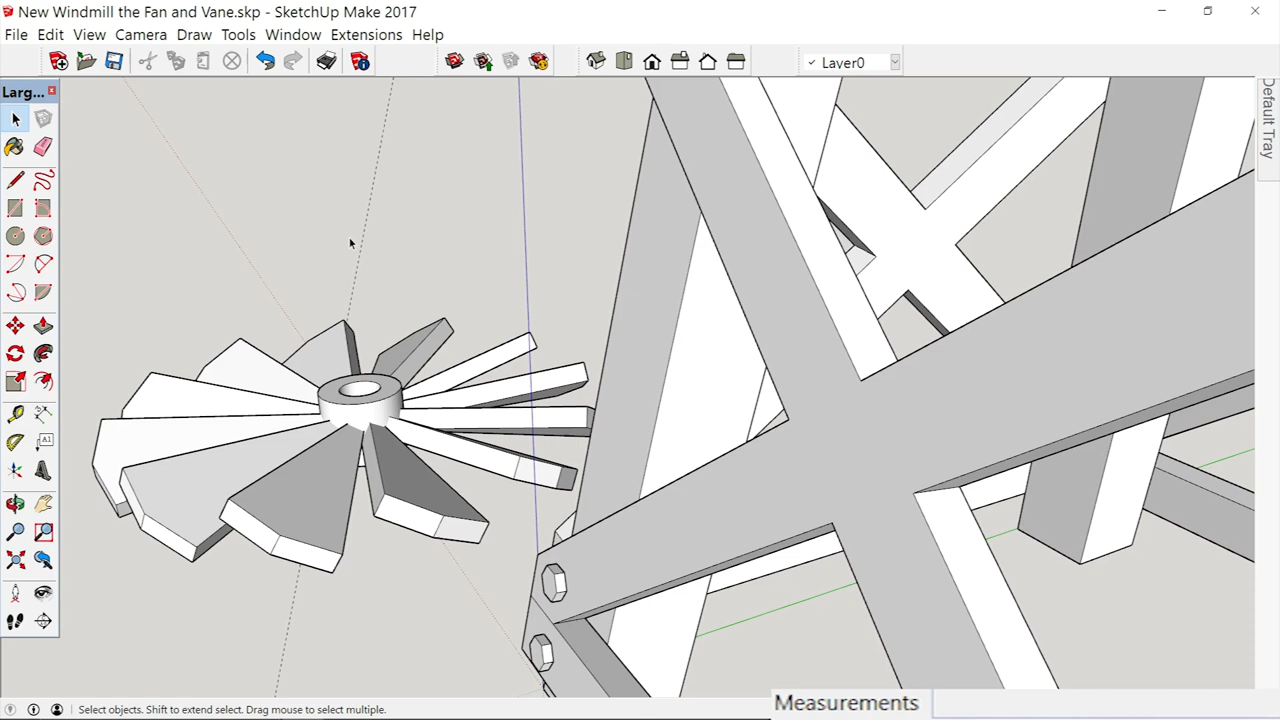 New Windmill the Fan and Vane.skp - SketchUp Make 2017
File Edit View Camera Draw Tools Window Extensions Help
✓ Layer0
Larg...
Default Tray
A1
Select objects. Shift to extend select. Drag mouse to select multiple.
Measurements